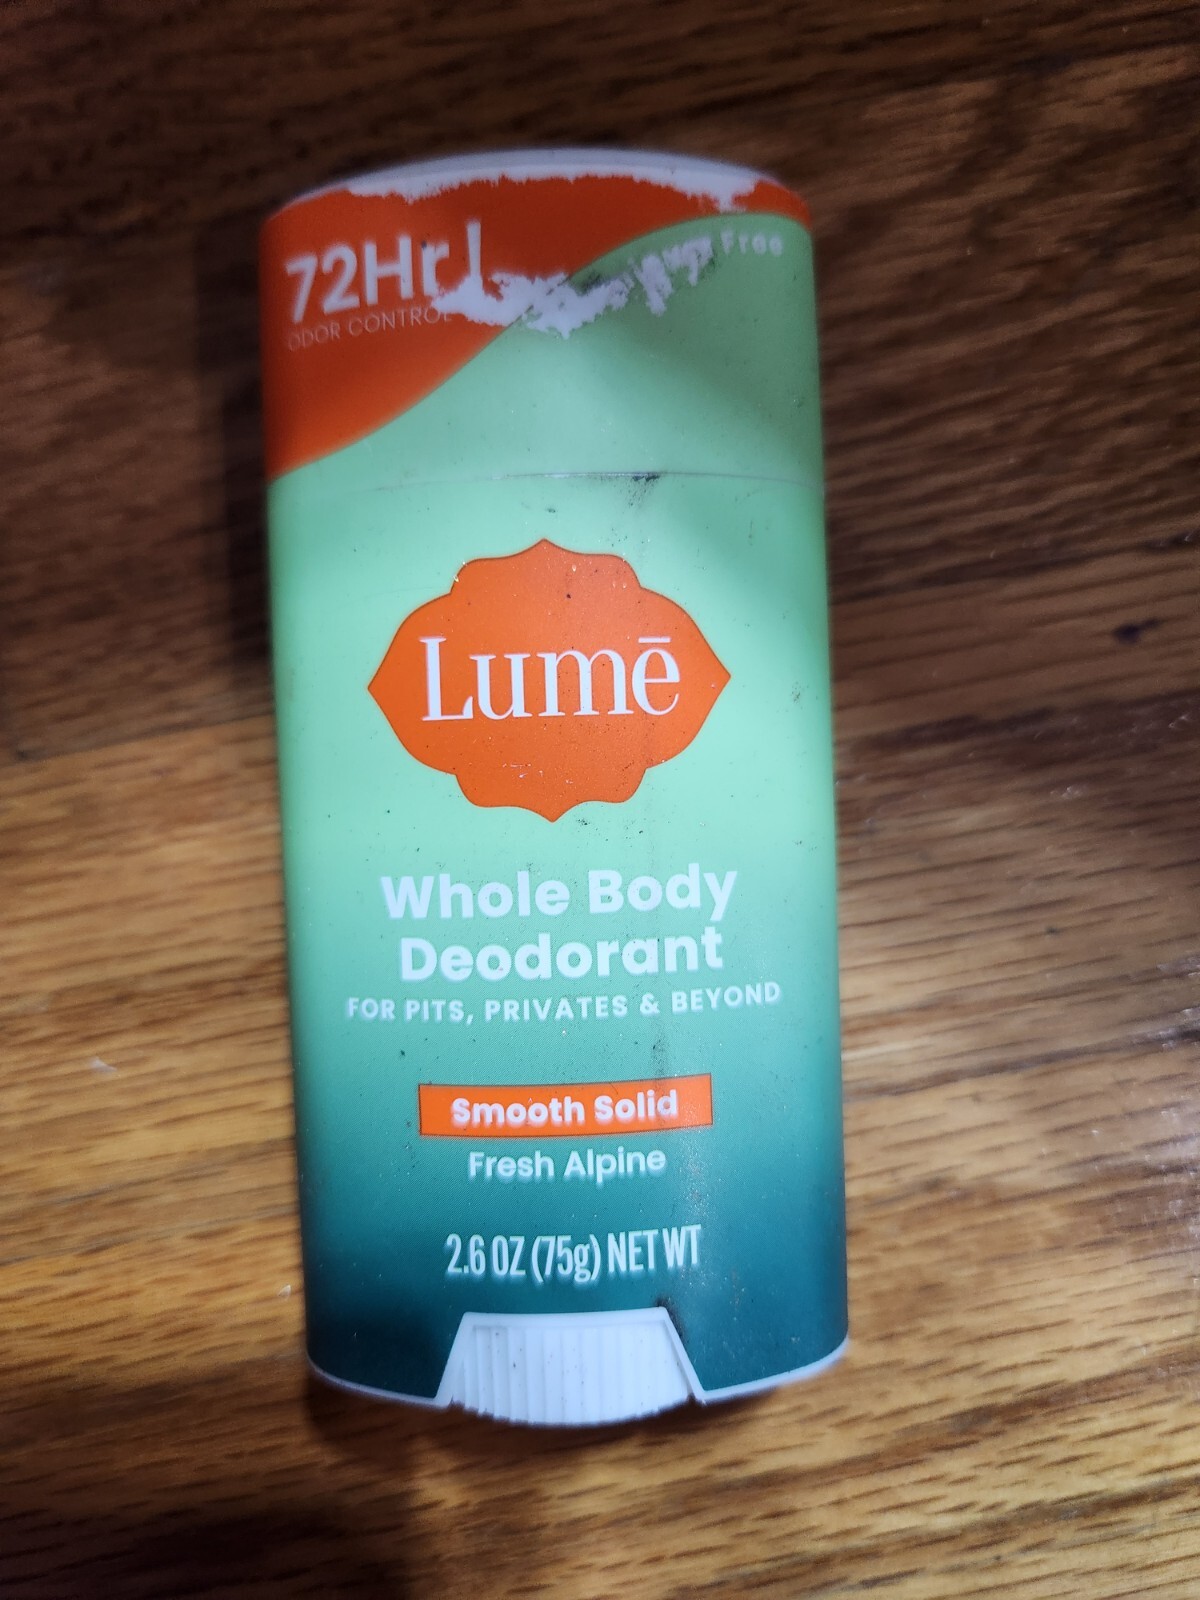 72Hr
ODOR CONTROL
Free
Lumē
Whole Body
Deodorant
FOR PITS, PRIVATES & BEYOND
Smooth Solid
Fresh Alpine
2.6 OZ (75g) NET WT